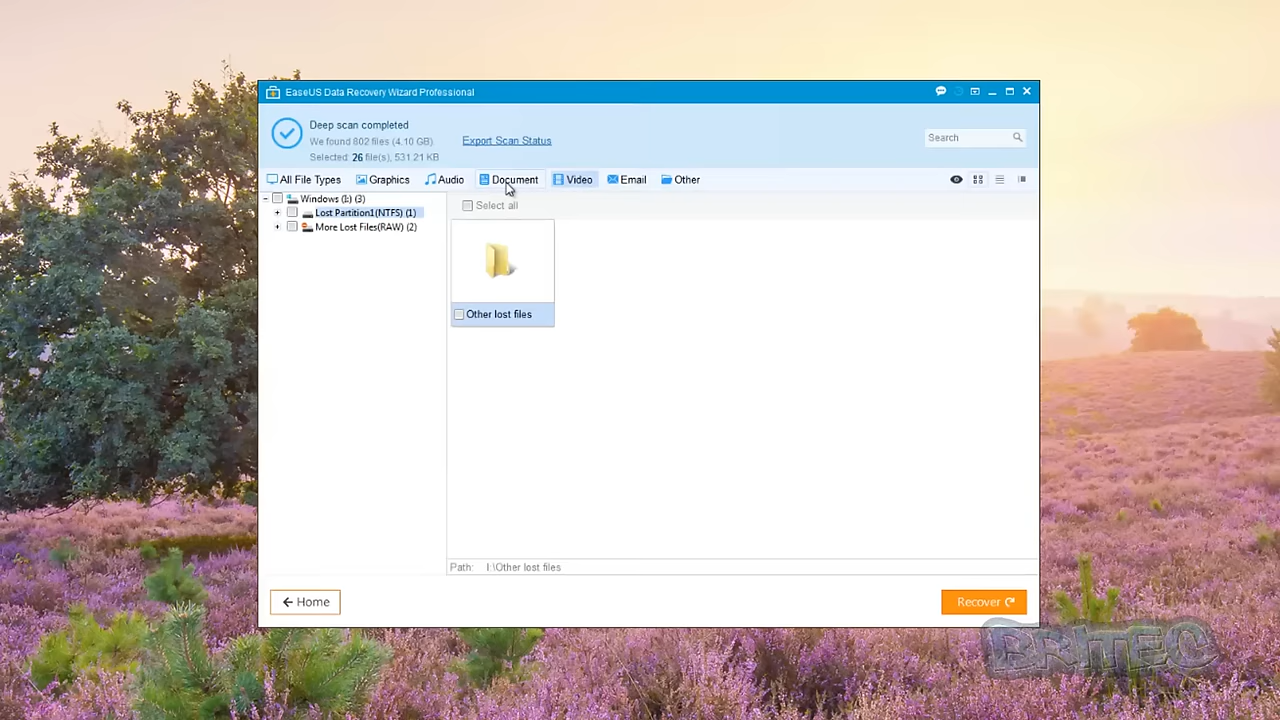 EaseUS Data Recovery Wizard Professional
Deep scan completed
We found 802 files (4.10 GB)
Export Scan Status
Selected: 26 file(s), 531.21 KB
Search
All File Types Graphics Audio Document Video Email Other
Windows (I:) (3)
Lost Partition1(NTFS) (1)
More Lost Files(RAW) (2)
Select all
Other lost files
Path: I:\Other lost files
Home
Recover
BRITEC